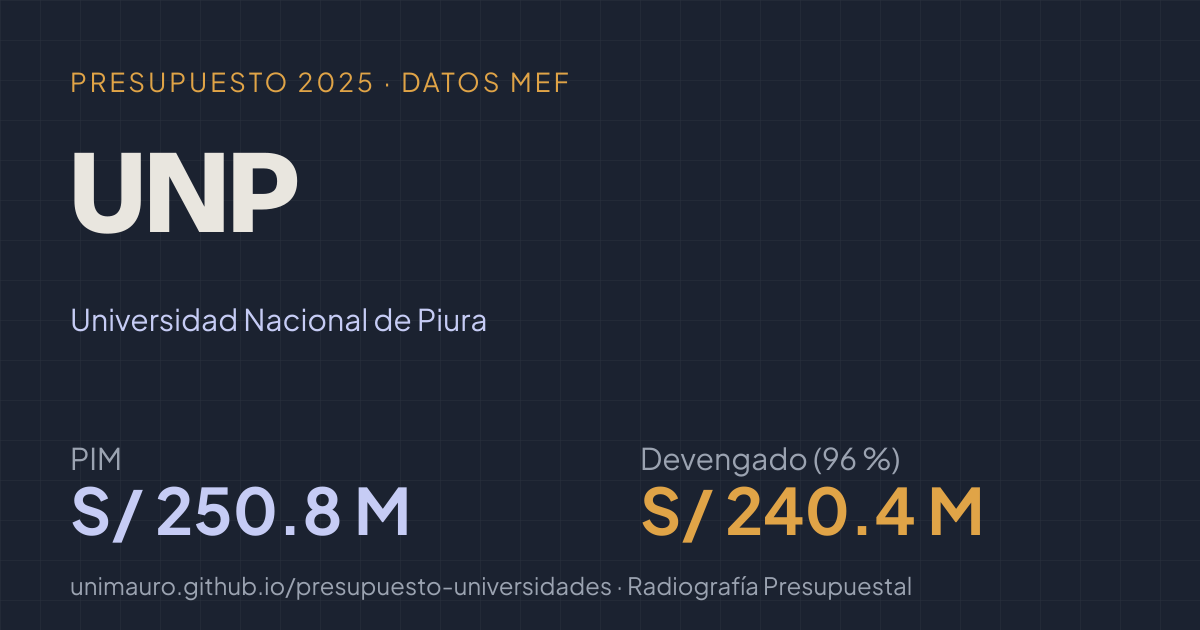 PRESUPUESTO 2025 · DATOS MEF
UNP
Universidad Nacional de Piura
PIM
S/ 250.8 M
Devengado (96 %)
S/ 240.4 M
unimauro.github.io/presupuesto-universidades · Radiografía Presupuestal